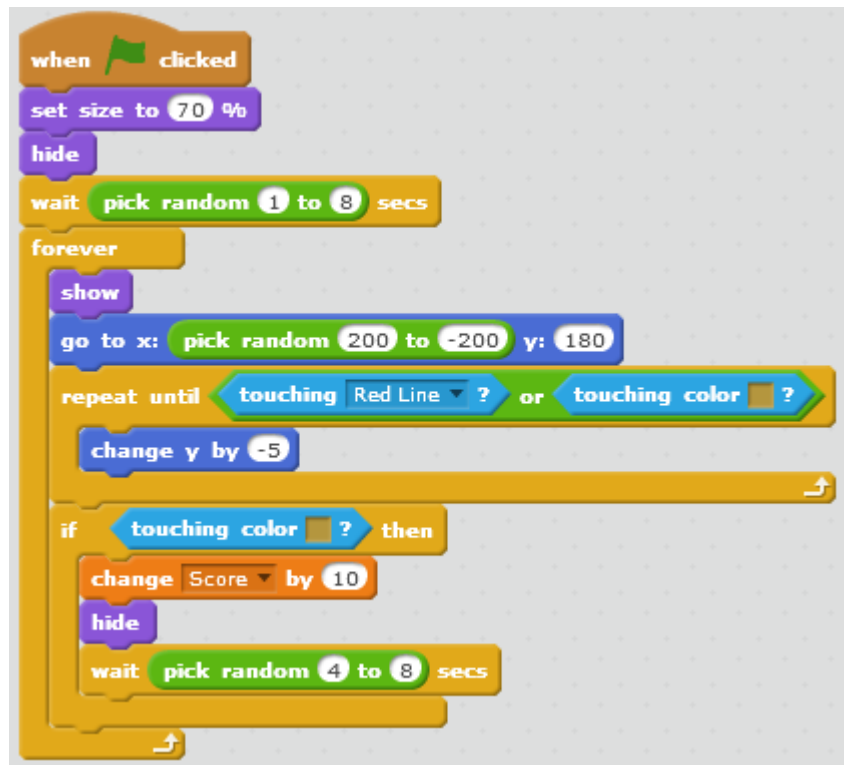 when clicked
set size to 70 %
hide
wait pick random 1 to 8 secs
forever
show
go to x: pick random 200 to -200 y: 180
repeat until touching Red Line ? or touching color ?
change y by -5
if touching color ? then
change Score by 10
hide
wait pick random 4 to 8 secs